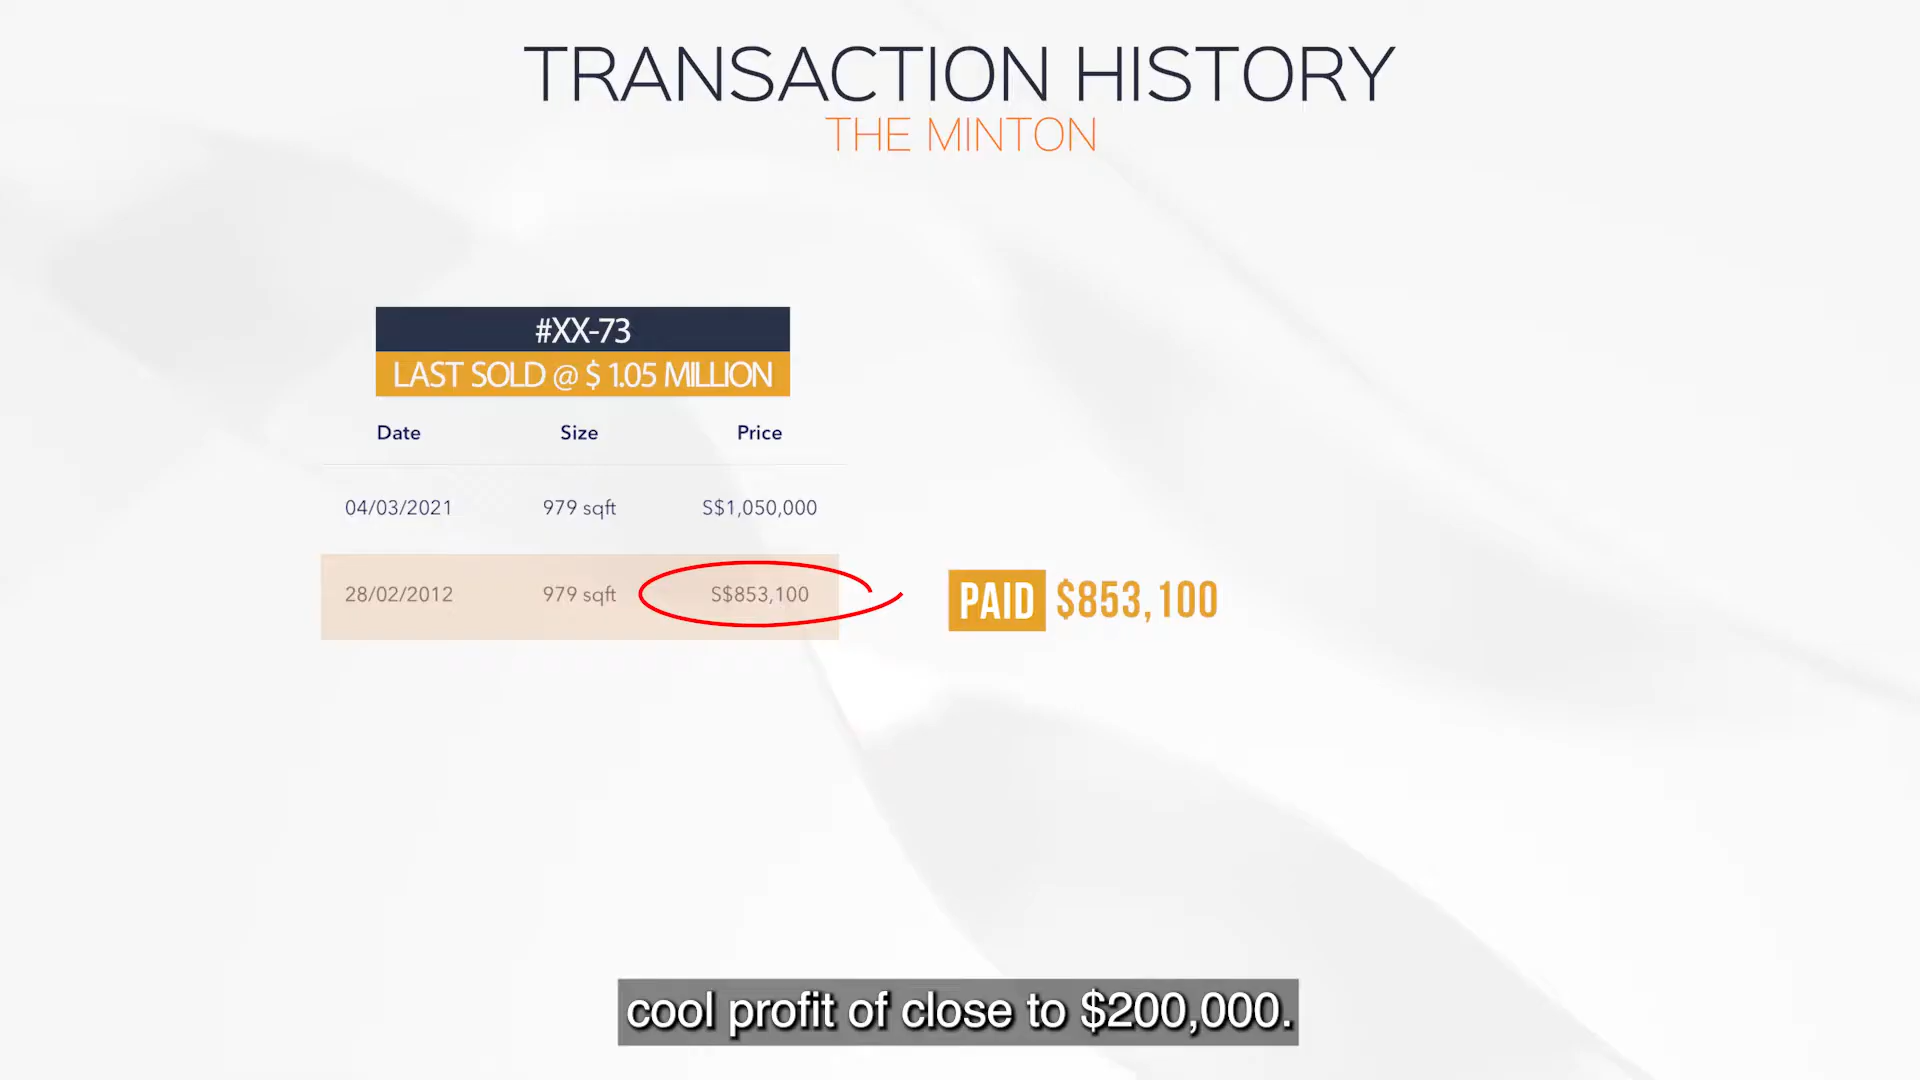 TRANSACTION HISTORY
THE MINTON
#XX-73
LAST SOLD @ $ 1.05 MILLION
Date Size Price
04/03/2021 979 sqft S$1,050,000
28/02/2012 979 sqft S$853,100
PAID $853,100
cool profit of close to $200,000.